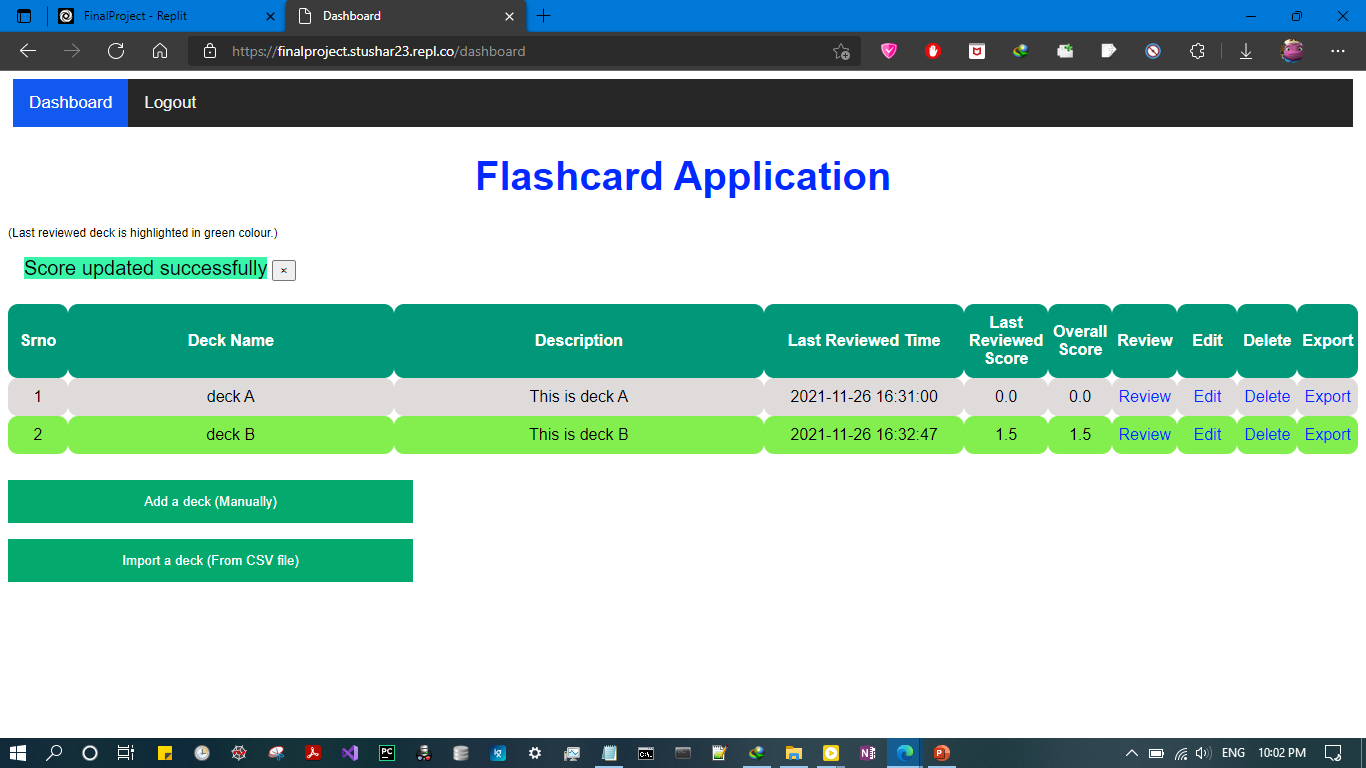 FinalProject - Replit
Dashboard
https://finalproject.stushar23.repl.co/dashboard
Dashboard Logout
Flashcard Application
(Last reviewed deck is highlighted in green colour.)
Score updated successfully ×
Srno Deck Name Description Last Reviewed Time Last Reviewed Score Overall Score Review Edit Delete Export
1 deck A This is deck A 2021-11-26 16:31:00 0.0 0.0 Review Edit Delete Export
2 deck B This is deck B 2021-11-26 16:32:47 1.5 1.5 Review Edit Delete Export
Add a deck (Manually)
Import a deck (From CSV file)
ENG 10:02 PM